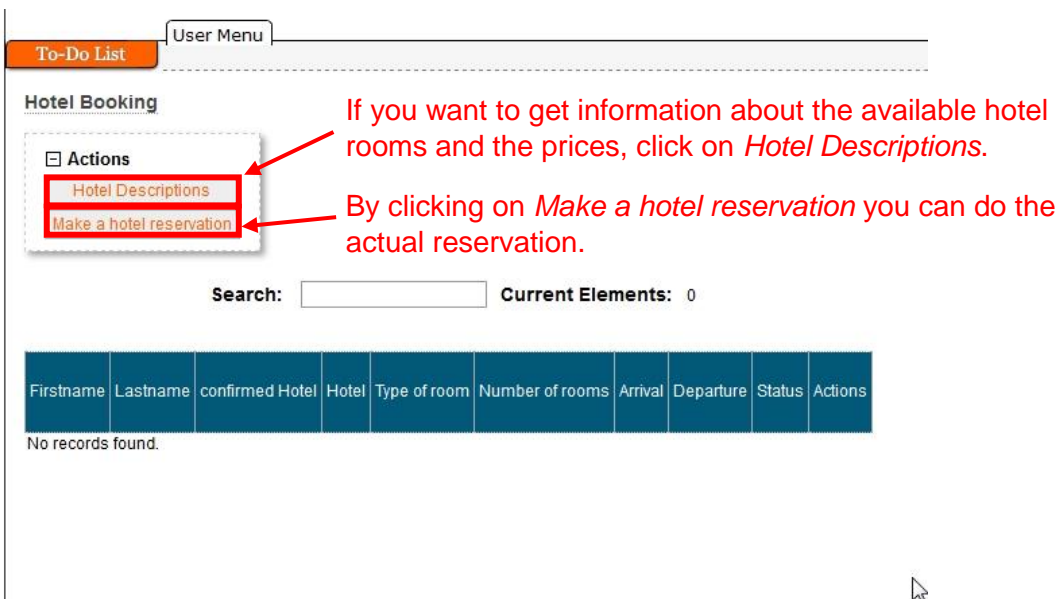 User Menu
To-Do List
Hotel Booking
If you want to get information about the available hotel
rooms and the prices, click on Hotel Descriptions.
Actions
Hotel Descriptions
Make a hotel reservation
By clicking on Make a hotel reservation you can do the
actual reservation.
Search: Current Elements: 0
Firstname Lastname confirmed Hotel Hotel Type of room Number of rooms Arrival Departure Status Actions
No records found.